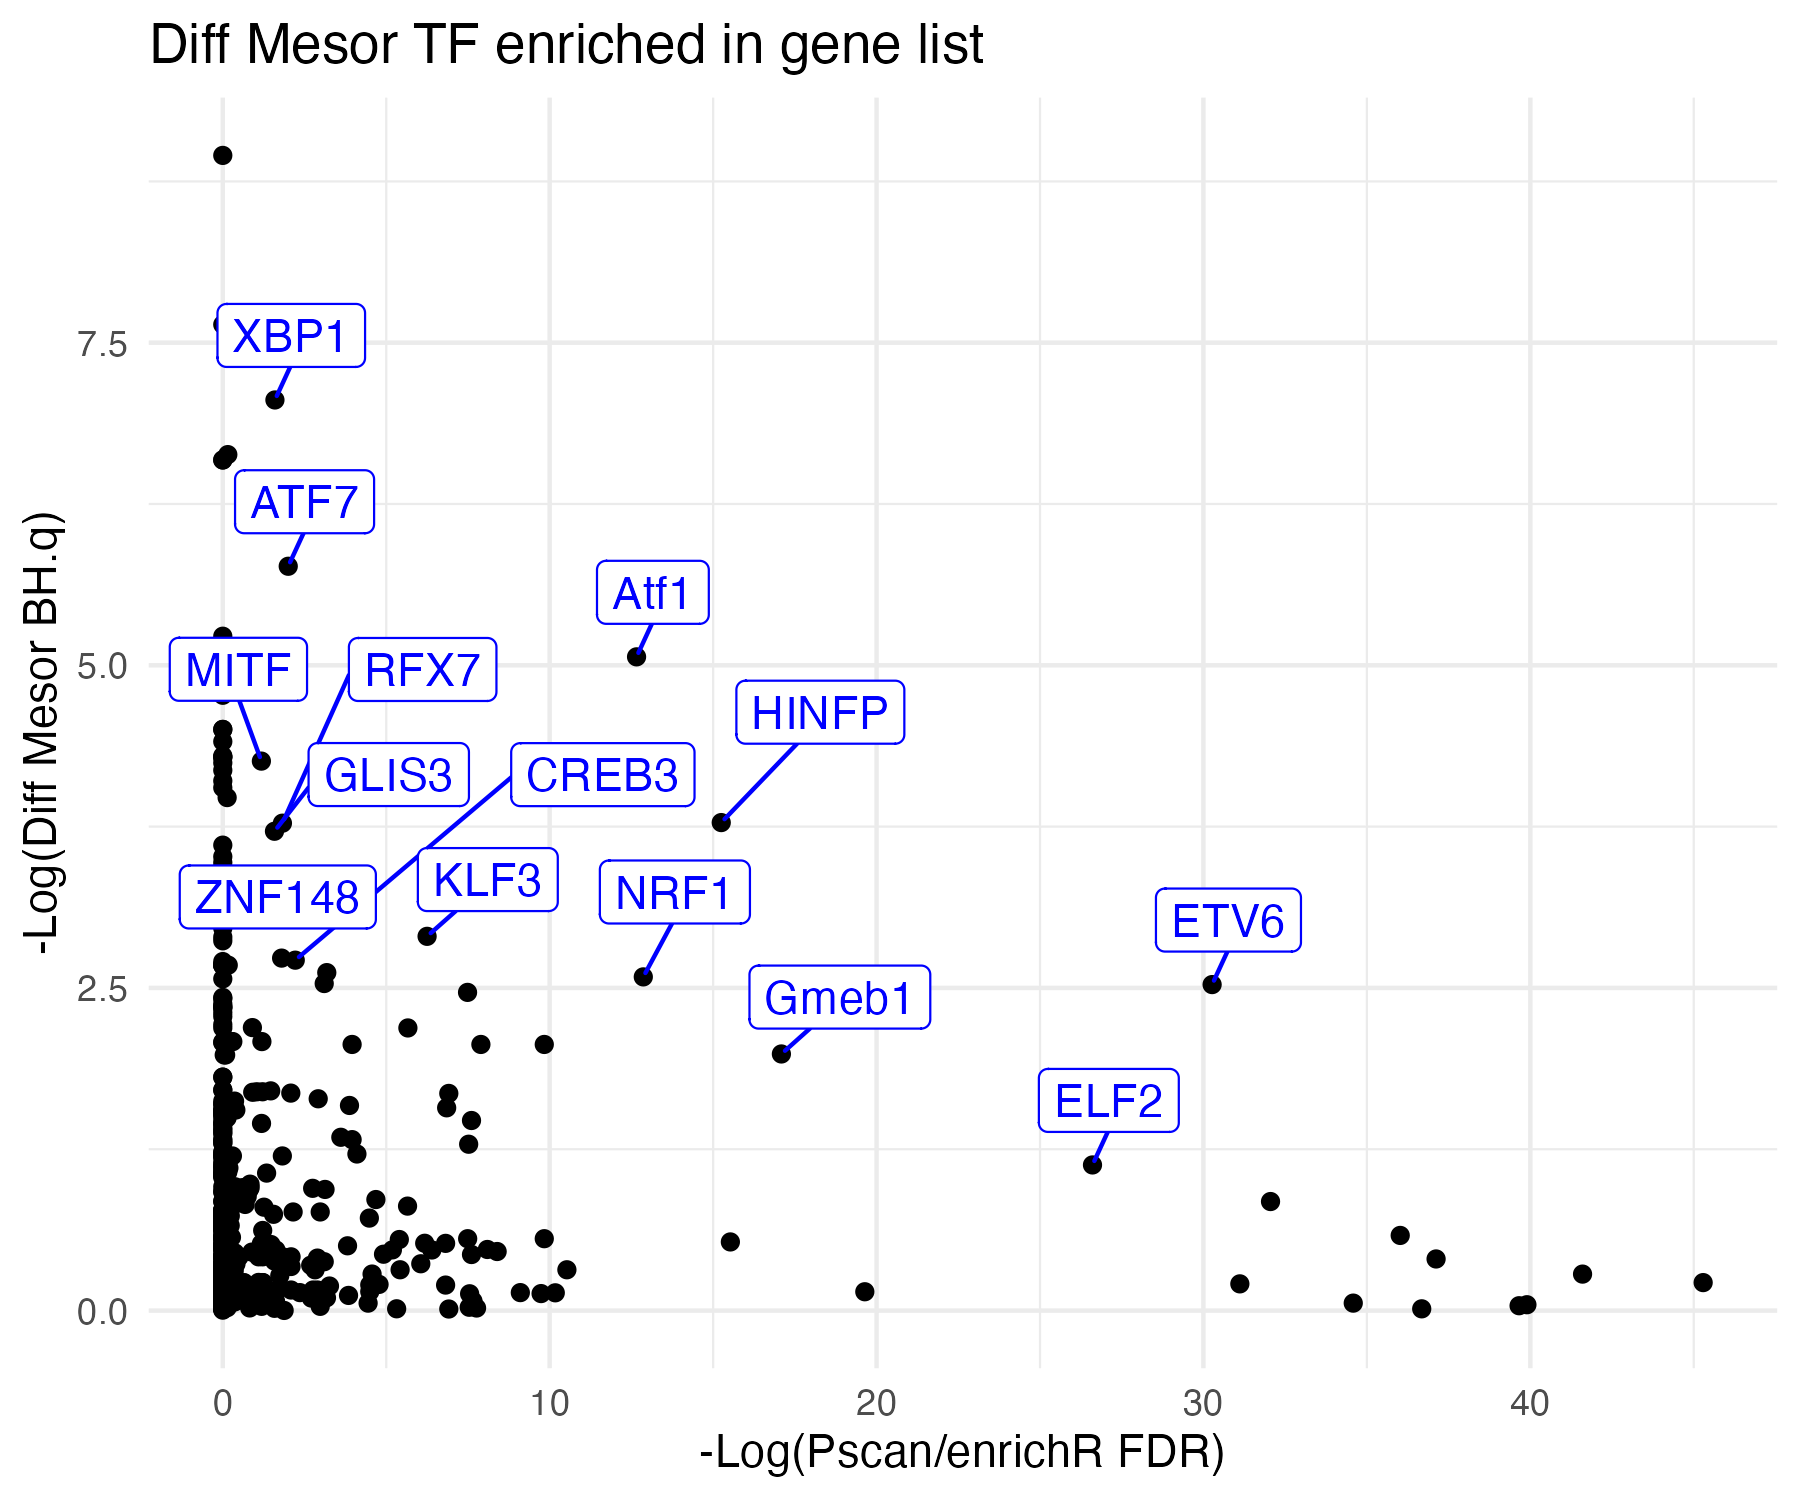 Diff Mesor TF enriched in gene list
-Log(Diff Mesor BH.q)
7.5
5.0
2.5
0.0
XBP1
ATF7
Atf1
MITF
RFX7
HINFP
GLIS3
CREB3
ZNF148
KLF3
NRF1
ETV6
Gmeb1
ELF2
0
10
20
30
40
-Log(Pscan/enrichR FDR)